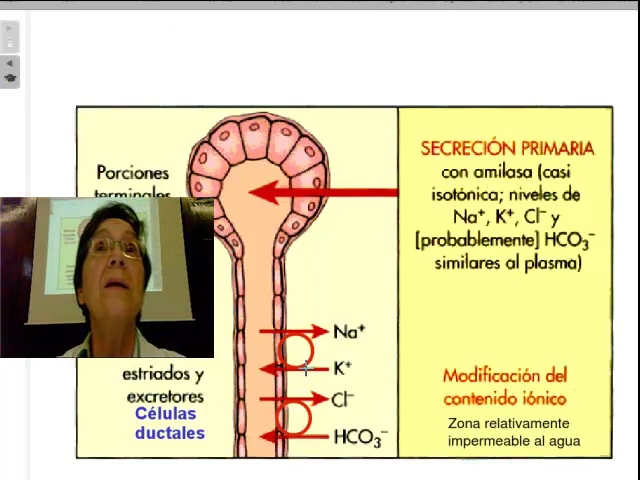 Porciones
terminales
SECRECIÓN PRIMARIA
con amilasa (casi
isotónica; niveles de
Na⁺, K⁺, Cl⁻ y
[probablemente] HCO₃⁻
similares al plasma)
Na⁺
K⁺
Cl⁻
HCO₃⁻
estriados y
excretores
Células
ductales
Modificación del
contenido iónico
Zona relativamente
impermeable al agua